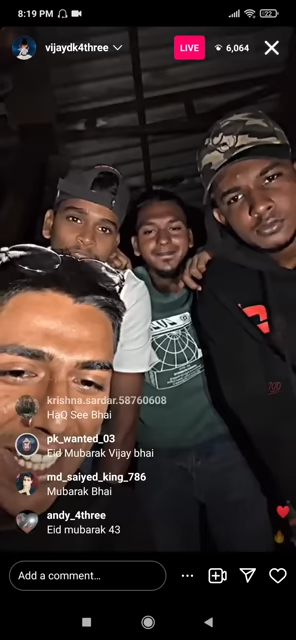 8:19 PM
22
vijaydk4three
LIVE
6,064
krishna.sardar.58760608
HaQ See Bhai
pk_wanted_03
Eid Mubarak Vijay bhai
md_saiyed_king_786
Mubarak Bhai
andy_4three
Eid mubarak 43
Add a comment...